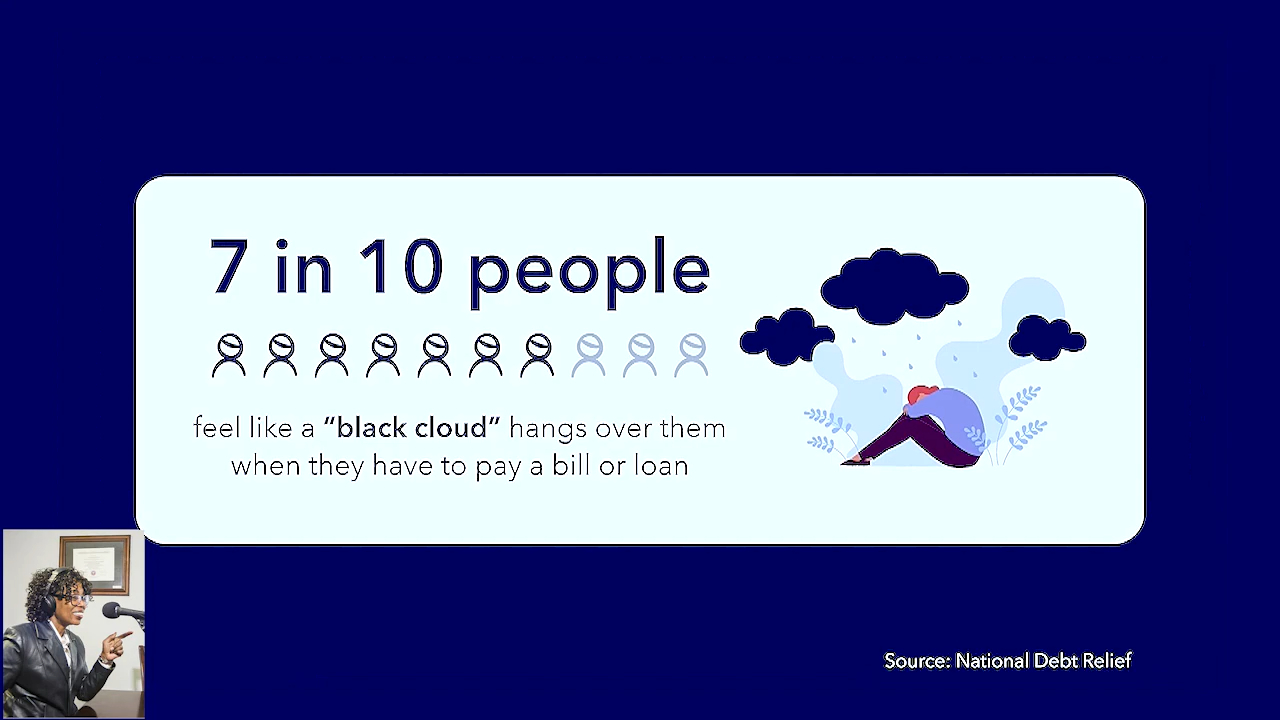 7 in 10 people
feel like a “black cloud” hangs over them
when they have to pay a bill or loan
Source: National Debt Relief